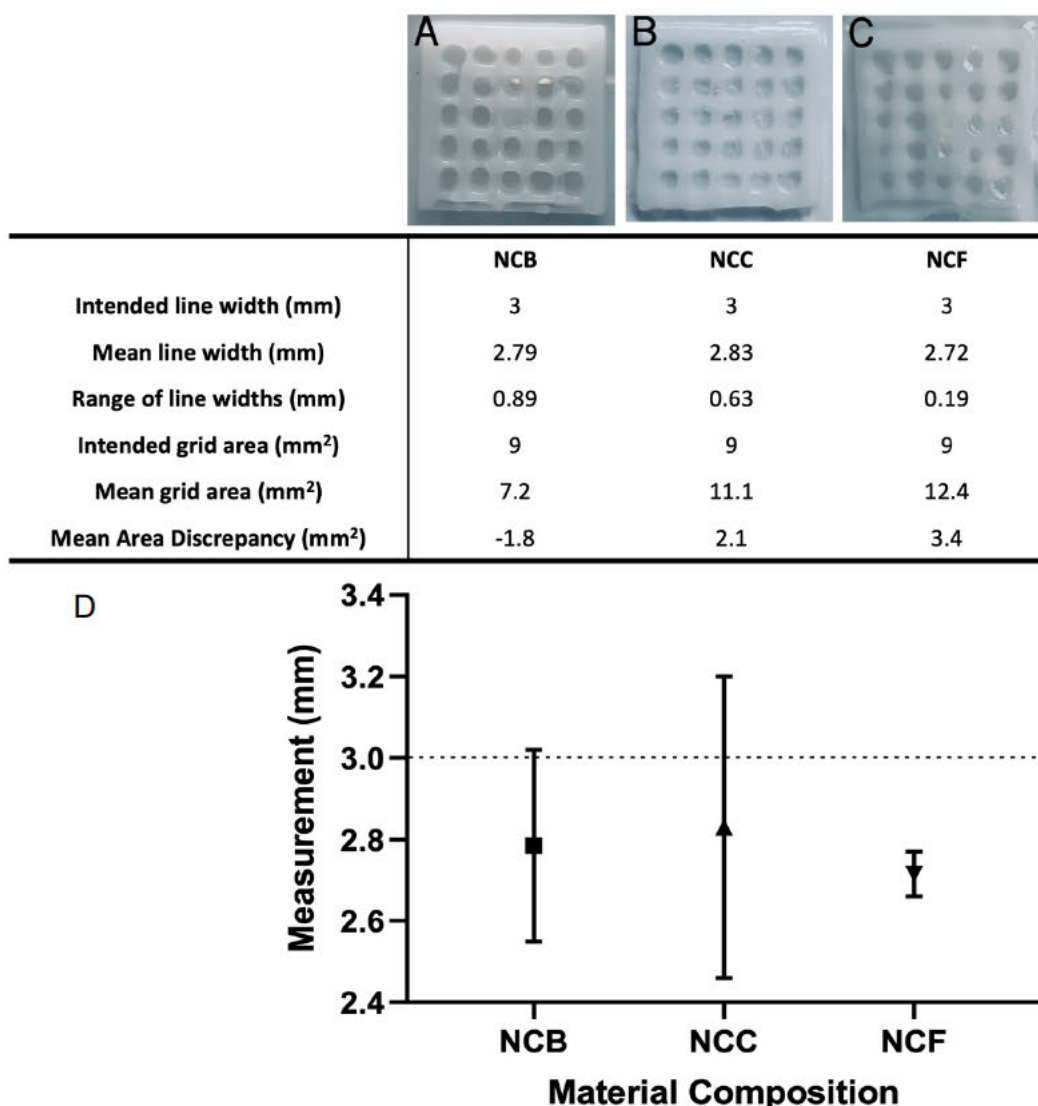 A B C
NCB NCC NCF
Intended line width (mm) 3 3 3
Mean line width (mm) 2.79 2.83 2.72
Range of line widths (mm) 0.89 0.63 0.19
Intended grid area (mm²) 9 9 9
Mean grid area (mm²) 7.2 11.1 12.4
Mean Area Discrepancy (mm²) -1.8 2.1 3.4
D
Measurement (mm)
3.4
3.2
3.0
2.8
2.6
2.4
NCB NCC NCF
Material Composition